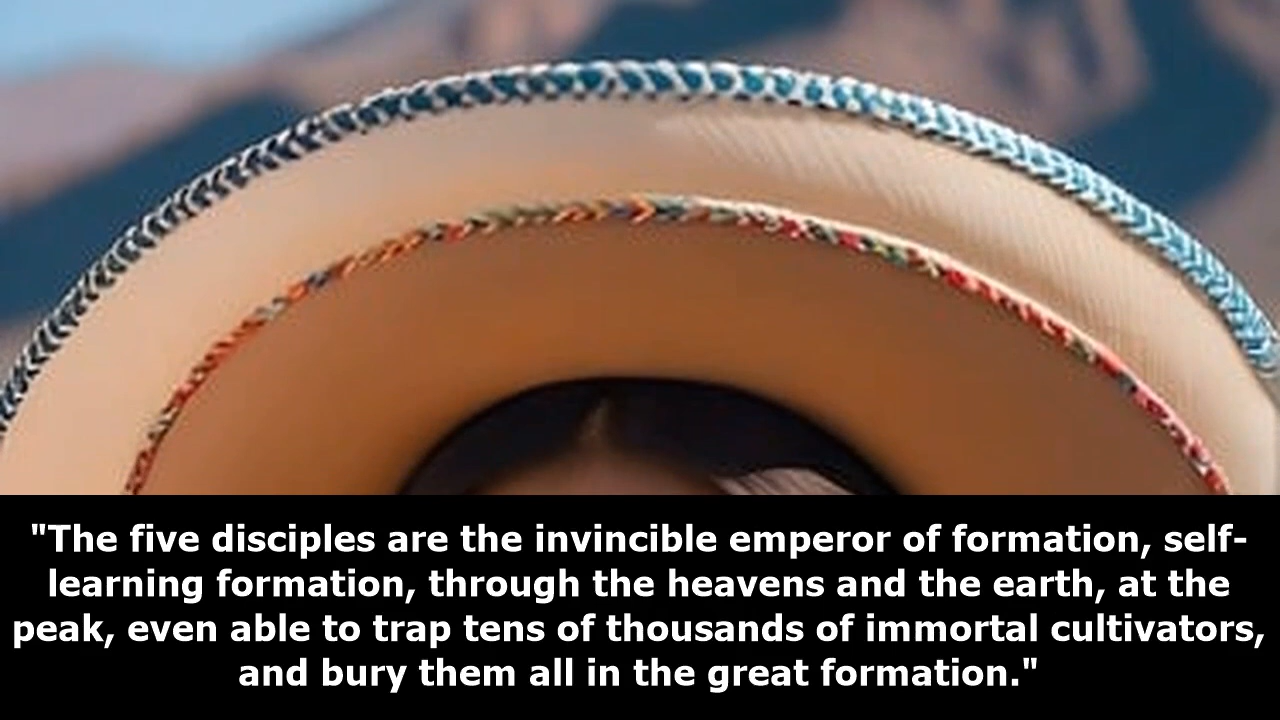 "The five disciples are the invincible emperor of formation, self-
learning formation, through the heavens and the earth, at the
peak, even able to trap tens of thousands of immortal cultivators,
and bury them all in the great formation."